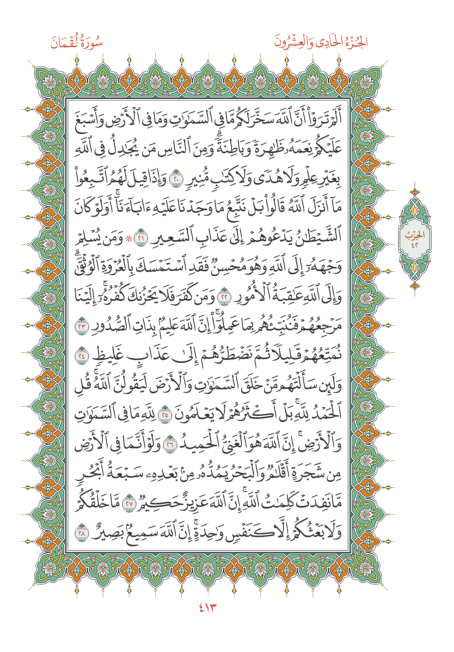 الجُزْءُ الحَادِى وَالعِشْرُونَ
سُورَةُ لُقْمَان
أَلَمْ تَرَوْا۟ أَنَّ ٱللَّهَ سَخَّرَ لَكُم مَّا فِى ٱلسَّمَٰوَٰتِ وَمَا فِى ٱلْأَرْضِ وَأَسْبَغَ
عَلَيْكُمْ نِعَمَهُۥ ظَٰهِرَةً وَبَاطِنَةً ۗ وَمِنَ ٱلنَّاسِ مَن يُجَٰدِلُ فِى ٱللَّهِ
بِغَيْرِ عِلْمٍ وَلَا هُدًى وَلَا كِتَٰبٍ مُّنِيرٍ ٢٠ وَإِذَا قِيلَ لَهُمُ ٱتَّبِعُوا۟
مَآ أَنزَلَ ٱللَّهُ قَالُوا۟ بَلْ نَتَّبِعُ مَا وَجَدْنَا عَلَيْهِ ءَابَآءَنَآ ۚ أَوَلَوْ كَانَ
ٱلشَّيْطَٰنُ يَدْعُوهُمْ إِلَىٰ عَذَابِ ٱلسَّعِيرِ ٢١ * وَمَن يُسْلِمْ
وَجْهَهُۥٓ إِلَى ٱللَّهِ وَهُوَ مُحْسِنٌ فَقَدِ ٱسْتَمْسَكَ بِٱلْعُرْوَةِ ٱلْوُثْقَىٰ ۗ
وَإِلَى ٱللَّهِ عَٰقِبَةُ ٱلْأُمُورِ ٢٢ وَمَن كَفَرَ فَلَا يَحْزُنكَ كُفْرُهُۥٓ ۚ إِلَيْنَا
مَرْجِعُهُمْ فَنُنَبِّئُهُم بِمَا عَمِلُوٓا۟ ۚ إِنَّ ٱللَّهَ عَلِيمٌۢ بِذَاتِ ٱلصُّدُورِ ٢٣
نُمَتِّعُهُمْ قَلِيلًا ثُمَّ نَضْطَرُّهُمْ إِلَىٰ عَذَابٍ غَلِيظٍ ٢٤
وَلَئِن سَأَلْتَهُم مَّنْ خَلَقَ ٱلسَّمَٰوَٰتِ وَٱلْأَرْضَ لَيَقُولُنَّ ٱللَّهُ ۚ قُلِ
ٱلْحَمْدُ لِلَّهِ ۚ بَلْ أَكْثَرُهُمْ لَا يَعْلَمُونَ ٢٥ لِلَّهِ مَا فِى ٱلسَّمَٰوَٰتِ
وَٱلْأَرْضِ ۚ إِنَّ ٱللَّهَ هُوَ ٱلْغَنِىُّ ٱلْحَمِيدُ ٢٦ وَلَوْ أَنَّمَا فِى ٱلْأَرْضِ
مِن شَجَرَةٍ أَقْلَٰمٌ وَٱلْبَحْرُ يَمُدُّهُۥ مِنۢ بَعْدِهِۦ سَبْعَةُ أَبْحُرٍ
مَّا نَفِدَتْ كَلِمَٰتُ ٱللَّهِ ۗ إِنَّ ٱللَّهَ عَزِيزٌ حَكِيمٌ ٢٧ مَّا خَلْقُكُمْ
وَلَا بَعْثُكُمْ إِلَّا كَنَفْسٍ وَٰحِدَةٍ ۗ إِنَّ ٱللَّهَ سَمِيعٌۢ بَصِيرٌ ٢٨
الحِزْبُ
٤٢
٤١٣